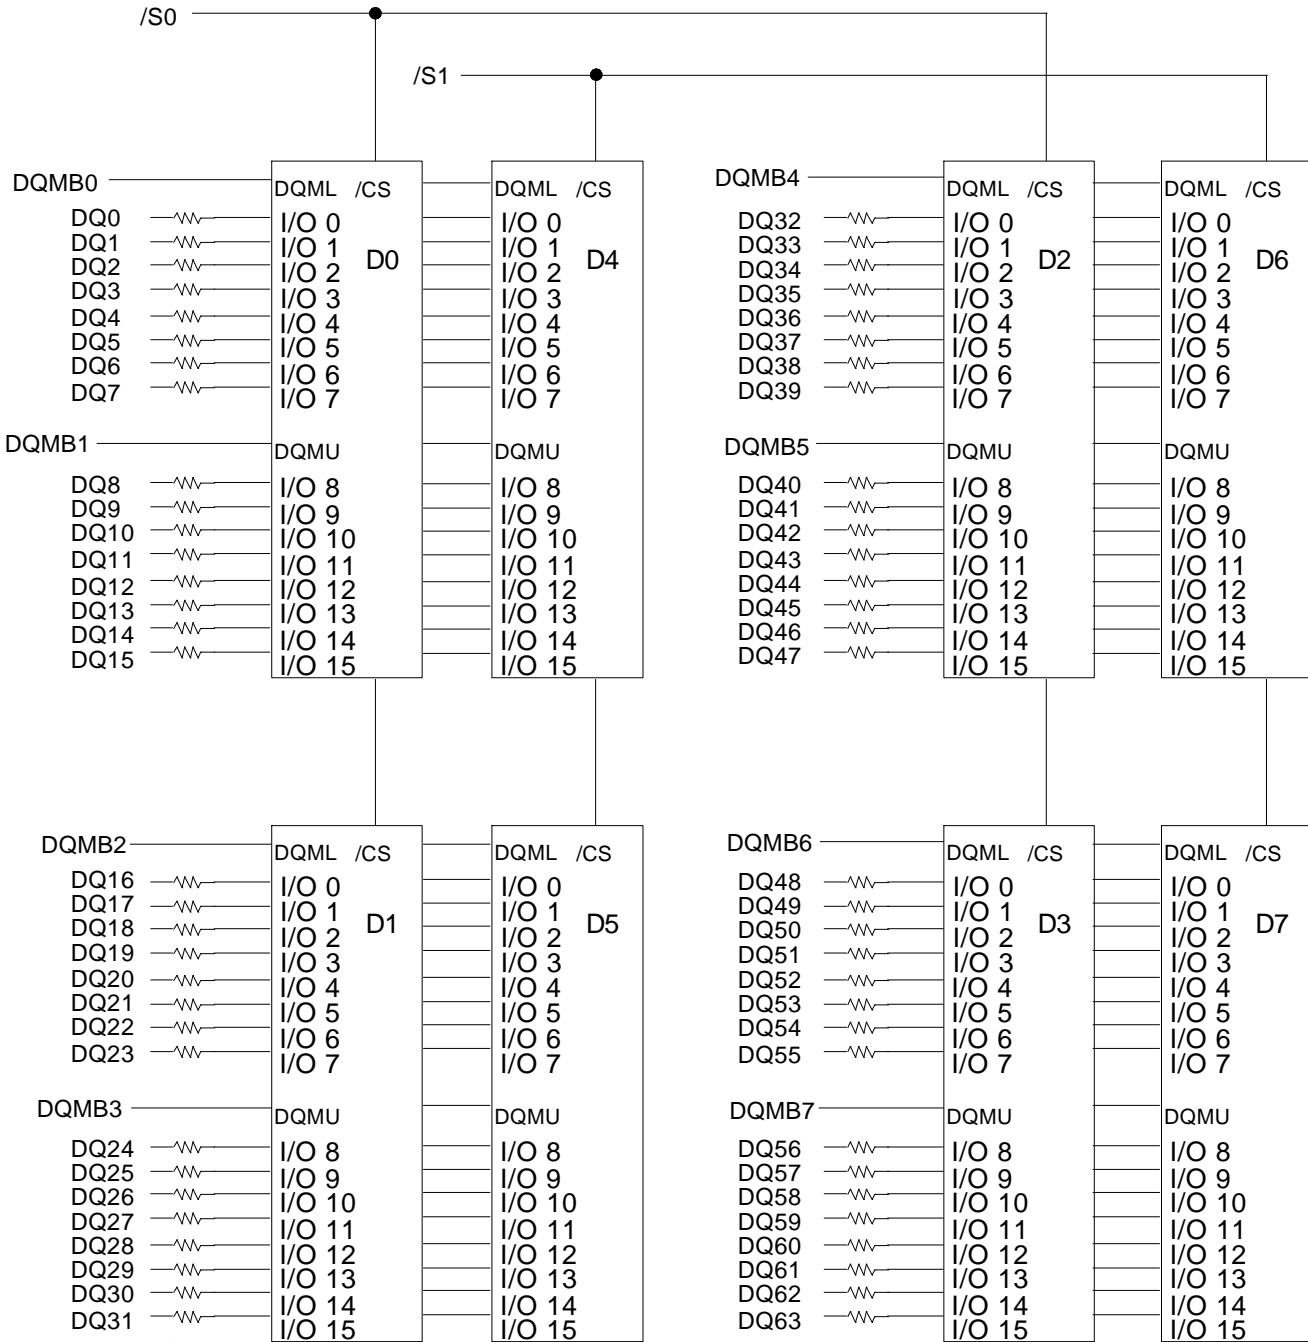 /S0
/S1
DQMB0 DQML /CS DQML /CS DQMB4 DQML /CS DQML /CS
DQ0 I/O 0 I/O 0 DQ32 I/O 0 I/O 0
DQ1 I/O 1 I/O 1 DQ33 I/O 1 I/O 1
D0 D4 D2 D6
DQ2 I/O 2 I/O 2 DQ34 I/O 2 I/O 2
DQ3 I/O 3 I/O 3 DQ35 I/O 3 I/O 3
DQ4 I/O 4 I/O 4 DQ36 I/O 4 I/O 4
DQ5 I/O 5 I/O 5 DQ37 I/O 5 I/O 5
DQ6 I/O 6 I/O 6 DQ38 I/O 6 I/O 6
DQ7 I/O 7 I/O 7 DQ39 I/O 7 I/O 7
DQMB1 DQMU DQMU DQMB5 DQMU DQMU
DQ8 I/O 8 I/O 8 DQ40 I/O 8 I/O 8
DQ9 I/O 9 I/O 9 DQ41 I/O 9 I/O 9
DQ10 I/O 10 I/O 10 DQ42 I/O 10 I/O 10
DQ11 I/O 11 I/O 11 DQ43 I/O 11 I/O 11
DQ12 I/O 12 I/O 12 DQ44 I/O 12 I/O 12
DQ13 I/O 13 I/O 13 DQ45 I/O 13 I/O 13
DQ14 I/O 14 I/O 14 DQ46 I/O 14 I/O 14
DQ15 I/O 15 I/O 15 DQ47 I/O 15 I/O 15
DQMB2 DQML /CS DQML /CS DQMB6 DQML /CS DQML /CS
DQ16 I/O 0 I/O 0 DQ48 I/O 0 I/O 0
DQ17 I/O 1 I/O 1 DQ49 I/O 1 I/O 1
D1 D5 D3 D7
DQ18 I/O 2 I/O 2 DQ50 I/O 2 I/O 2
DQ19 I/O 3 I/O 3 DQ51 I/O 3 I/O 3
DQ20 I/O 4 I/O 4 DQ52 I/O 4 I/O 4
DQ21 I/O 5 I/O 5 DQ53 I/O 5 I/O 5
DQ22 I/O 6 I/O 6 DQ54 I/O 6 I/O 6
DQ23 I/O 7 I/O 7 DQ55 I/O 7 I/O 7
DQMB3 DQMU DQMU DQMB7 DQMU DQMU
DQ24 I/O 8 I/O 8 DQ56 I/O 8 I/O 8
DQ25 I/O 9 I/O 9 DQ57 I/O 9 I/O 9
DQ26 I/O 10 I/O 10 DQ58 I/O 10 I/O 10
DQ27 I/O 11 I/O 11 DQ59 I/O 11 I/O 11
DQ28 I/O 12 I/O 12 DQ60 I/O 12 I/O 12
DQ29 I/O 13 I/O 13 DQ61 I/O 13 I/O 13
DQ30 I/O 14 I/O 14 DQ62 I/O 14 I/O 14
DQ31 I/O 15 I/O 15 DQ63 I/O 15 I/O 15